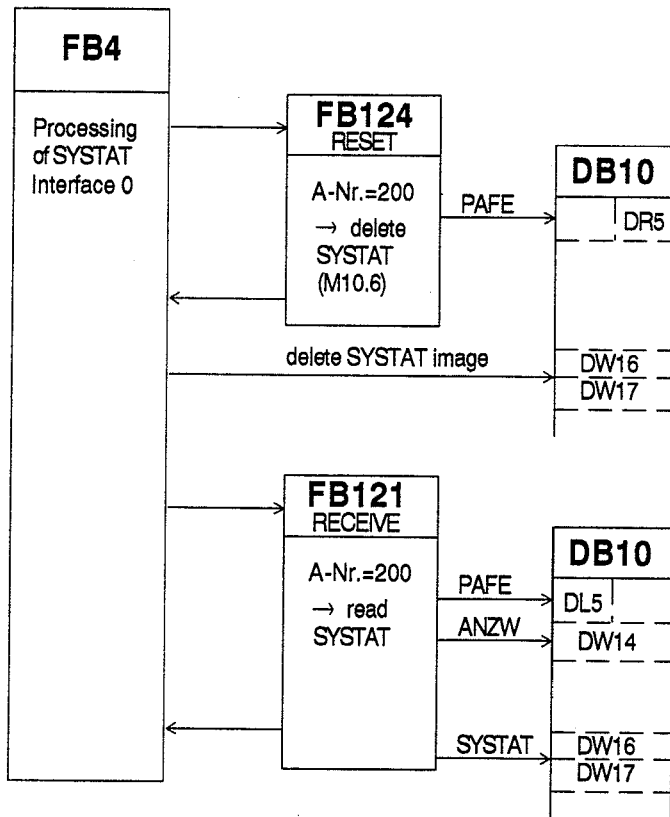 FB4
Processing
of SYSTAT
Interface 0
FB124
RESET
A-Nr.=200
→ delete
SYSTAT
(M10.6)
PAFE
DB10
DR5
delete SYSTAT image
DW16
DW17
FB121
RECEIVE
A-Nr.=200
→ read
SYSTAT
PAFE
ANZW
SYSTAT
DB10
DL5
DW14
DW16
DW17